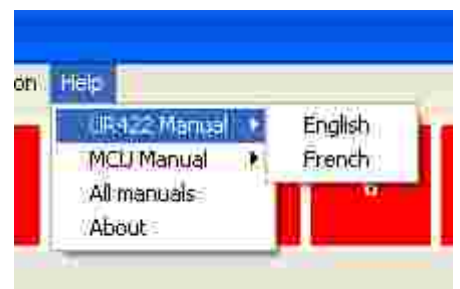 on Help
UR422 Manual English
MCU Manual French
All manuals
About